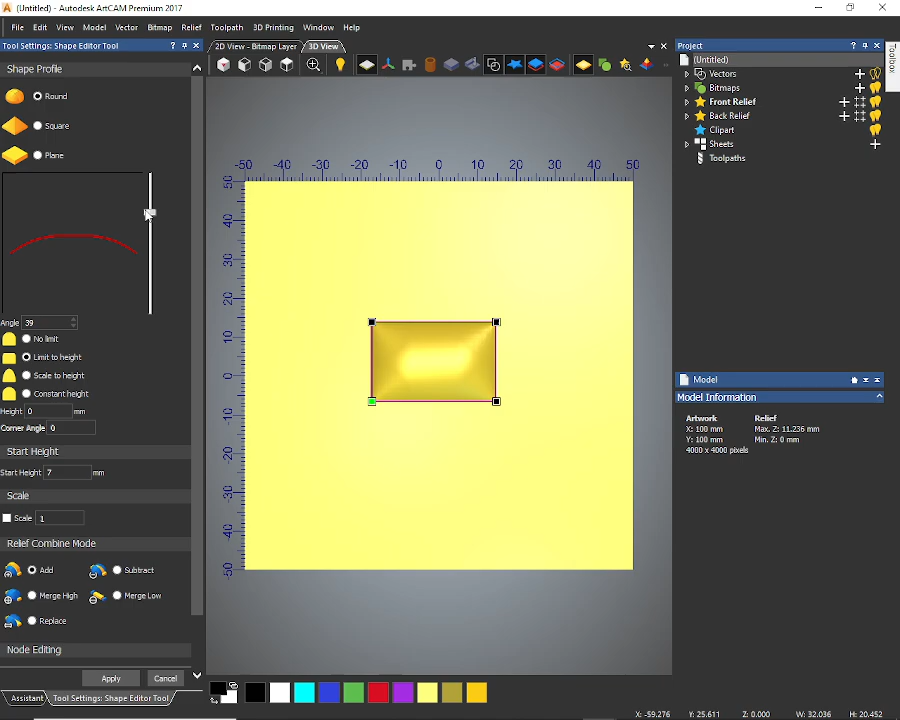 (Untitled) - Autodesk ArtCAM Premium 2017
File Edit View Model Vector Bitmap Relief Toolpath 3D Printing Window Help
Tool Settings: Shape Editor Tool
2D View - Bitmap Layer 3D View
Project
Toolbox
Shape Profile
Round
Square
Plane
Angle 39
No limit
Limit to height
Scale to height
Constant height
Height 0 mm
Corner Angle 0
Start Height
Start Height 7 mm
Scale
Scale 1
Relief Combine Mode
Add Subtract
Merge High Merge Low
Replace
Node Editing
Apply Cancel
Assistant Tool Settings: Shape Editor Tool
-50 -40 -30 -20 -10 0 10 20 30 40 50
50
40
30
20
10
0
-10
-20
-30
-40
-50
(Untitled)
Vectors
Bitmaps
Front Relief
Back Relief
Clipart
Sheets
Toolpaths
Model
Model Information
Artwork Relief
X: 100 mm Max. Z: 11.236 mm
Y: 100 mm Min. Z: 0 mm
4000 x 4000 pixels
X: -59.276 Y: 25.611 Z: 0.000 W: 32.036 H: 20.452